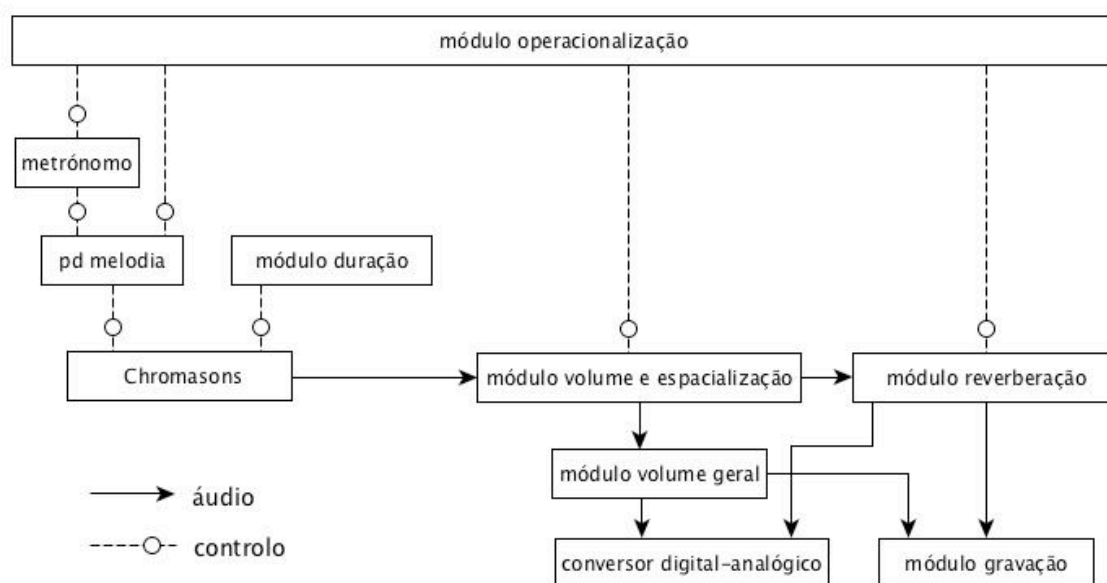 módulo operacionalização
metrónomo
pd melodia
módulo duração
Chromasons
módulo volume e espacialização
módulo reverberação
módulo volume geral
áudio
controlo
conversor digital-analógico
módulo gravação